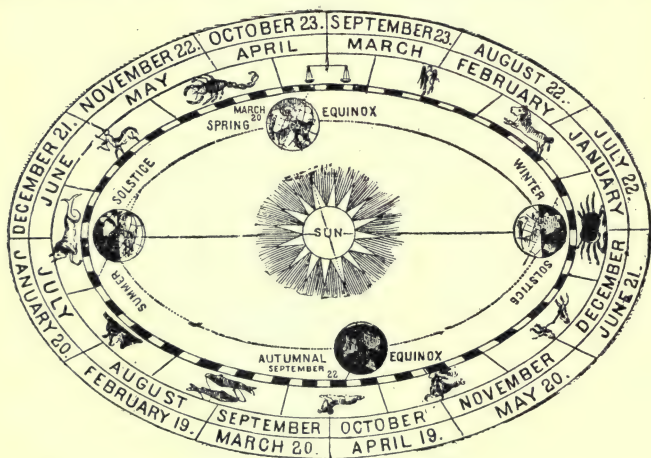 OCTOBER 23.
SEPTEMBER 23.
AUGUST 22.
JULY 22.
JUNE 21.
MAY 20.
APRIL 19.
MARCH 20.
FEBRUARY 19.
JANUARY 20.
DECEMBER 21.
NOVEMBER 22.
APRIL
MARCH
FEBRUARY
JANUARY
DECEMBER
NOVEMBER
OCTOBER
SEPTEMBER
AUGUST
JULY
JUNE
MAY
MARCH
20
SPRING EQUINOX
SOLSTICE
SUMMER
WINTER
SOLSTICE
SUN
AUTUMNAL EQUINOX
SEPTEMBER 22